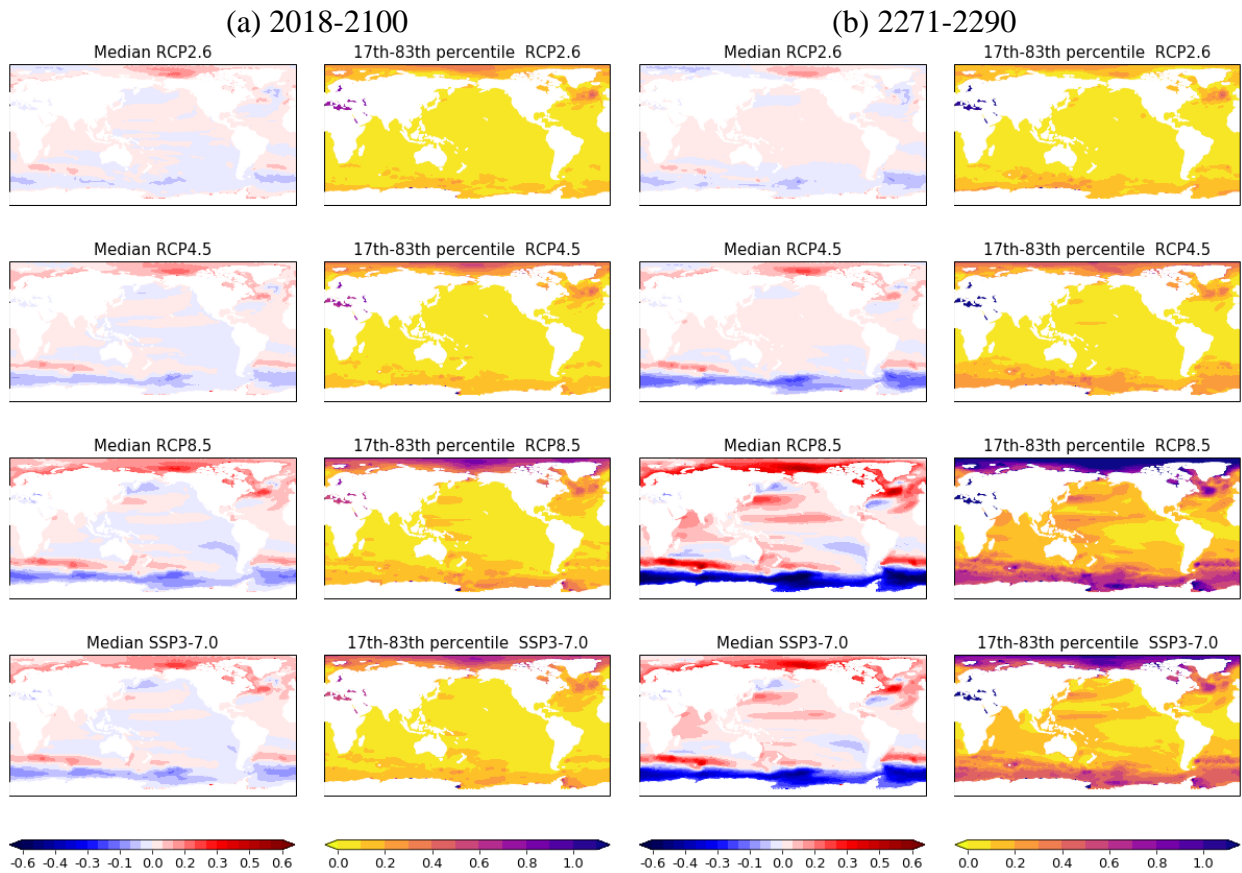 (a) 2018-2100 (b) 2271-2290
Median RCP2.6 17th-83th percentile RCP2.6 Median RCP2.6 17th-83th percentile RCP2.6
Median RCP4.5 17th-83th percentile RCP4.5 Median RCP4.5 17th-83th percentile RCP4.5
Median RCP8.5 17th-83th percentile RCP8.5 Median RCP8.5 17th-83th percentile RCP8.5
Median SSP3-7.0 17th-83th percentile SSP3-7.0 Median SSP3-7.0 17th-83th percentile SSP3-7.0
-0.6 -0.4 -0.3 -0.1 0.0 0.2 0.3 0.5 0.6 0.0 0.2 0.4 0.6 0.8 1.0 -0.6 -0.4 -0.3 -0.1 0.0 0.2 0.3 0.5 0.6 0.0 0.2 0.4 0.6 0.8 1.0